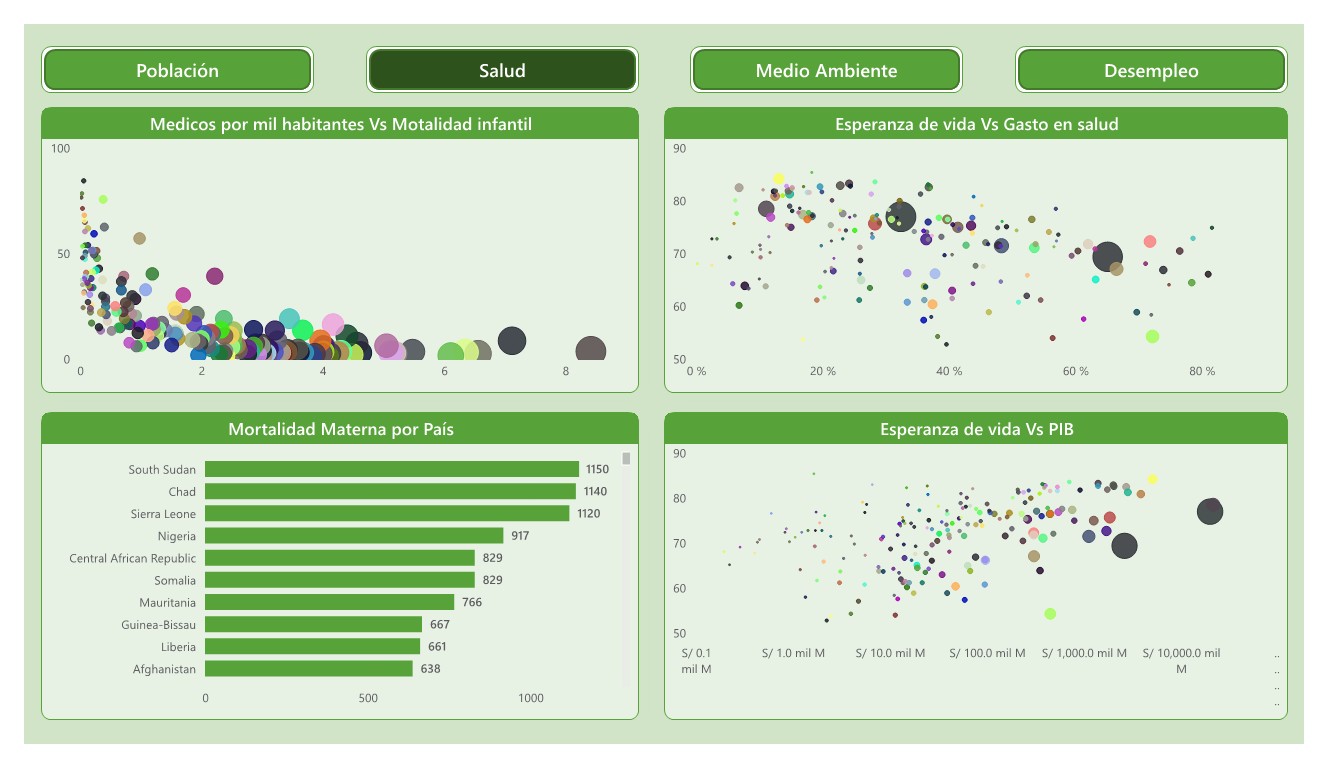 Población
Salud
Medio Ambiente
Desempleo
Medicos por mil habitantes Vs Motalidad infantil
100
50
0
0 2 4 6 8
Esperanza de vida Vs Gasto en salud
90
80
70
60
50
0 % 20 % 40 % 60 % 80 %
Mortalidad Materna por País
South Sudan 1150
Chad 1140
Sierra Leone 1120
Nigeria 917
Central African Republic 829
Somalia 829
Mauritania 766
Guinea-Bissau 667
Liberia 661
Afghanistan 638
0 500 1000
Esperanza de vida Vs PIB
90
80
70
60
50
S/ 0.1 S/ 1.0 mil M S/ 10.0 mil M S/ 100.0 mil M S/ 1,000.0 mil M S/ 10,000.0 mil ..
mil M M ..
..
..